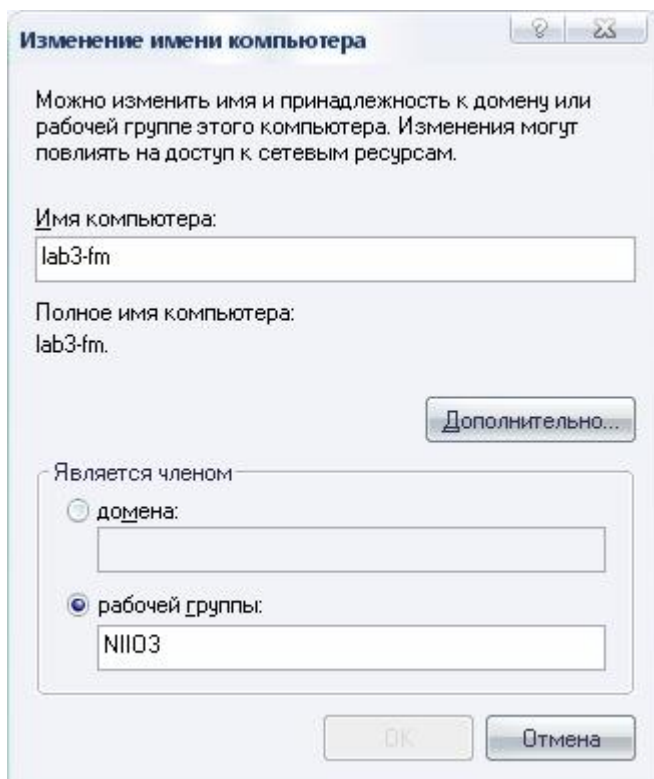 Изменение имени компьютера
Можно изменить имя и принадлежность к домену или
рабочей группе этого компьютера. Изменения могут
повлиять на доступ к сетевым ресурсам.
Имя компьютера:
lab3-fm
Полное имя компьютера:
lab3-fm.
Дополнительно...
Является членом
домена:
рабочей группы:
NIIO3
OK
Отмена